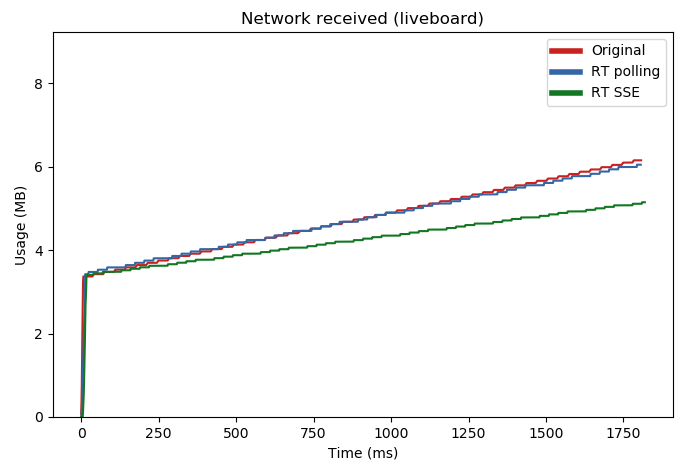 Network received (liveboard)
Original
RT polling
RT SSE
Usage (MB)
8
6
4
2
0
0 250 500 750 1000 1250 1500 1750
Time (ms)